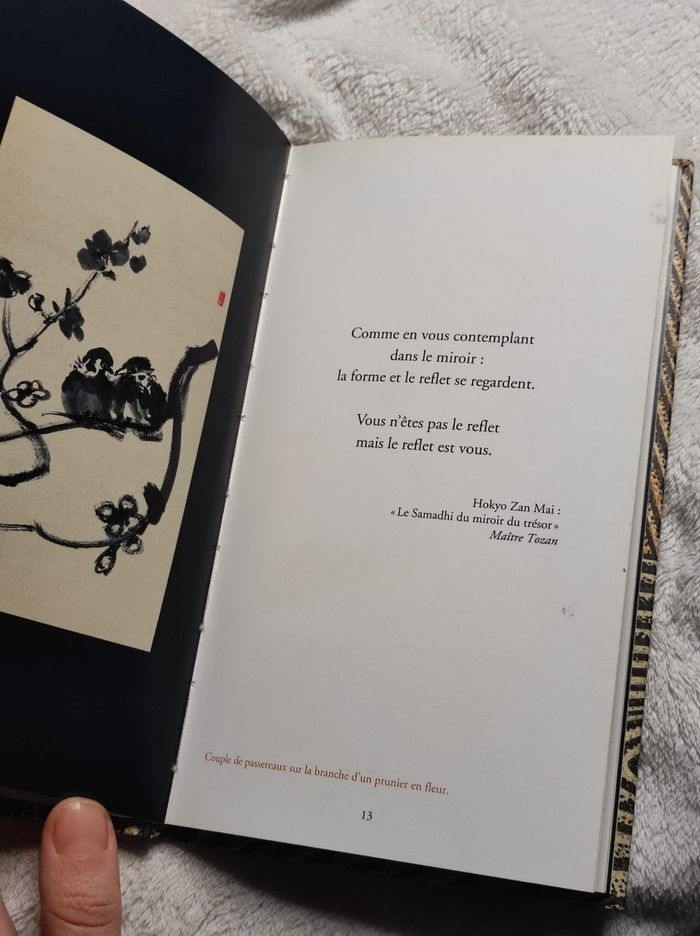 Comme en vous contemplant
dans le miroir :
la forme et le reflet se regardent.
Vous n'êtes pas le reflet
mais le reflet est vous.
Hokyo Zan Mai :
« Le Samadhi du miroir du trésor »
Maître Tozan
Couple de passereaux sur la branche d'un prunier en fleur.
13